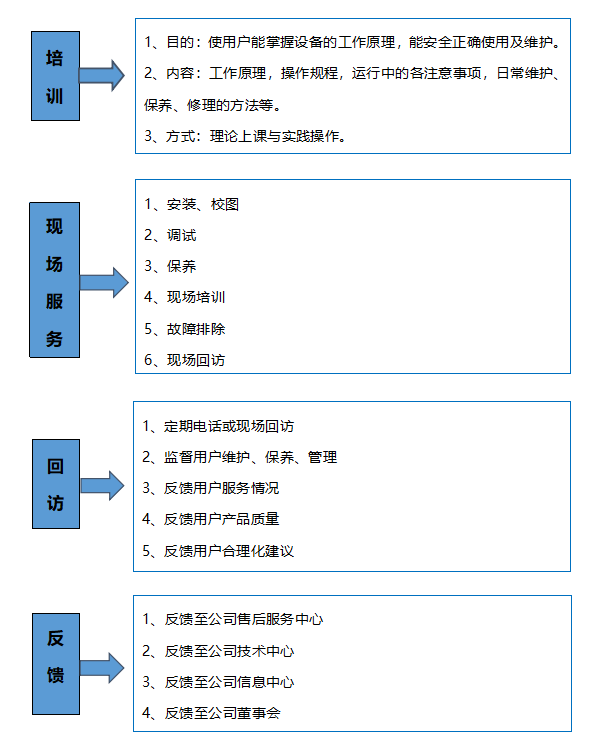 培训
1、目的：使用户能掌握设备的工作原理，能安全正确使用及维护。
2、内容：工作原理，操作规程，运行中的各注意事项，日常维护、
保养、修理的方法等。
3、方式：理论上课与实践操作。
现场服务
1、安装、校图
2、调试
3、保养
4、现场培训
5、故障排除
6、现场回访
回访
1、定期电话或现场回访
2、监督用户维护、保养、管理
3、反馈用户服务情况
4、反馈用户产品质量
5、反馈用户合理化建议
反馈
1、反馈至公司售后服务中心
2、反馈至公司技术中心
3、反馈至公司信息中心
4、反馈至公司董事会